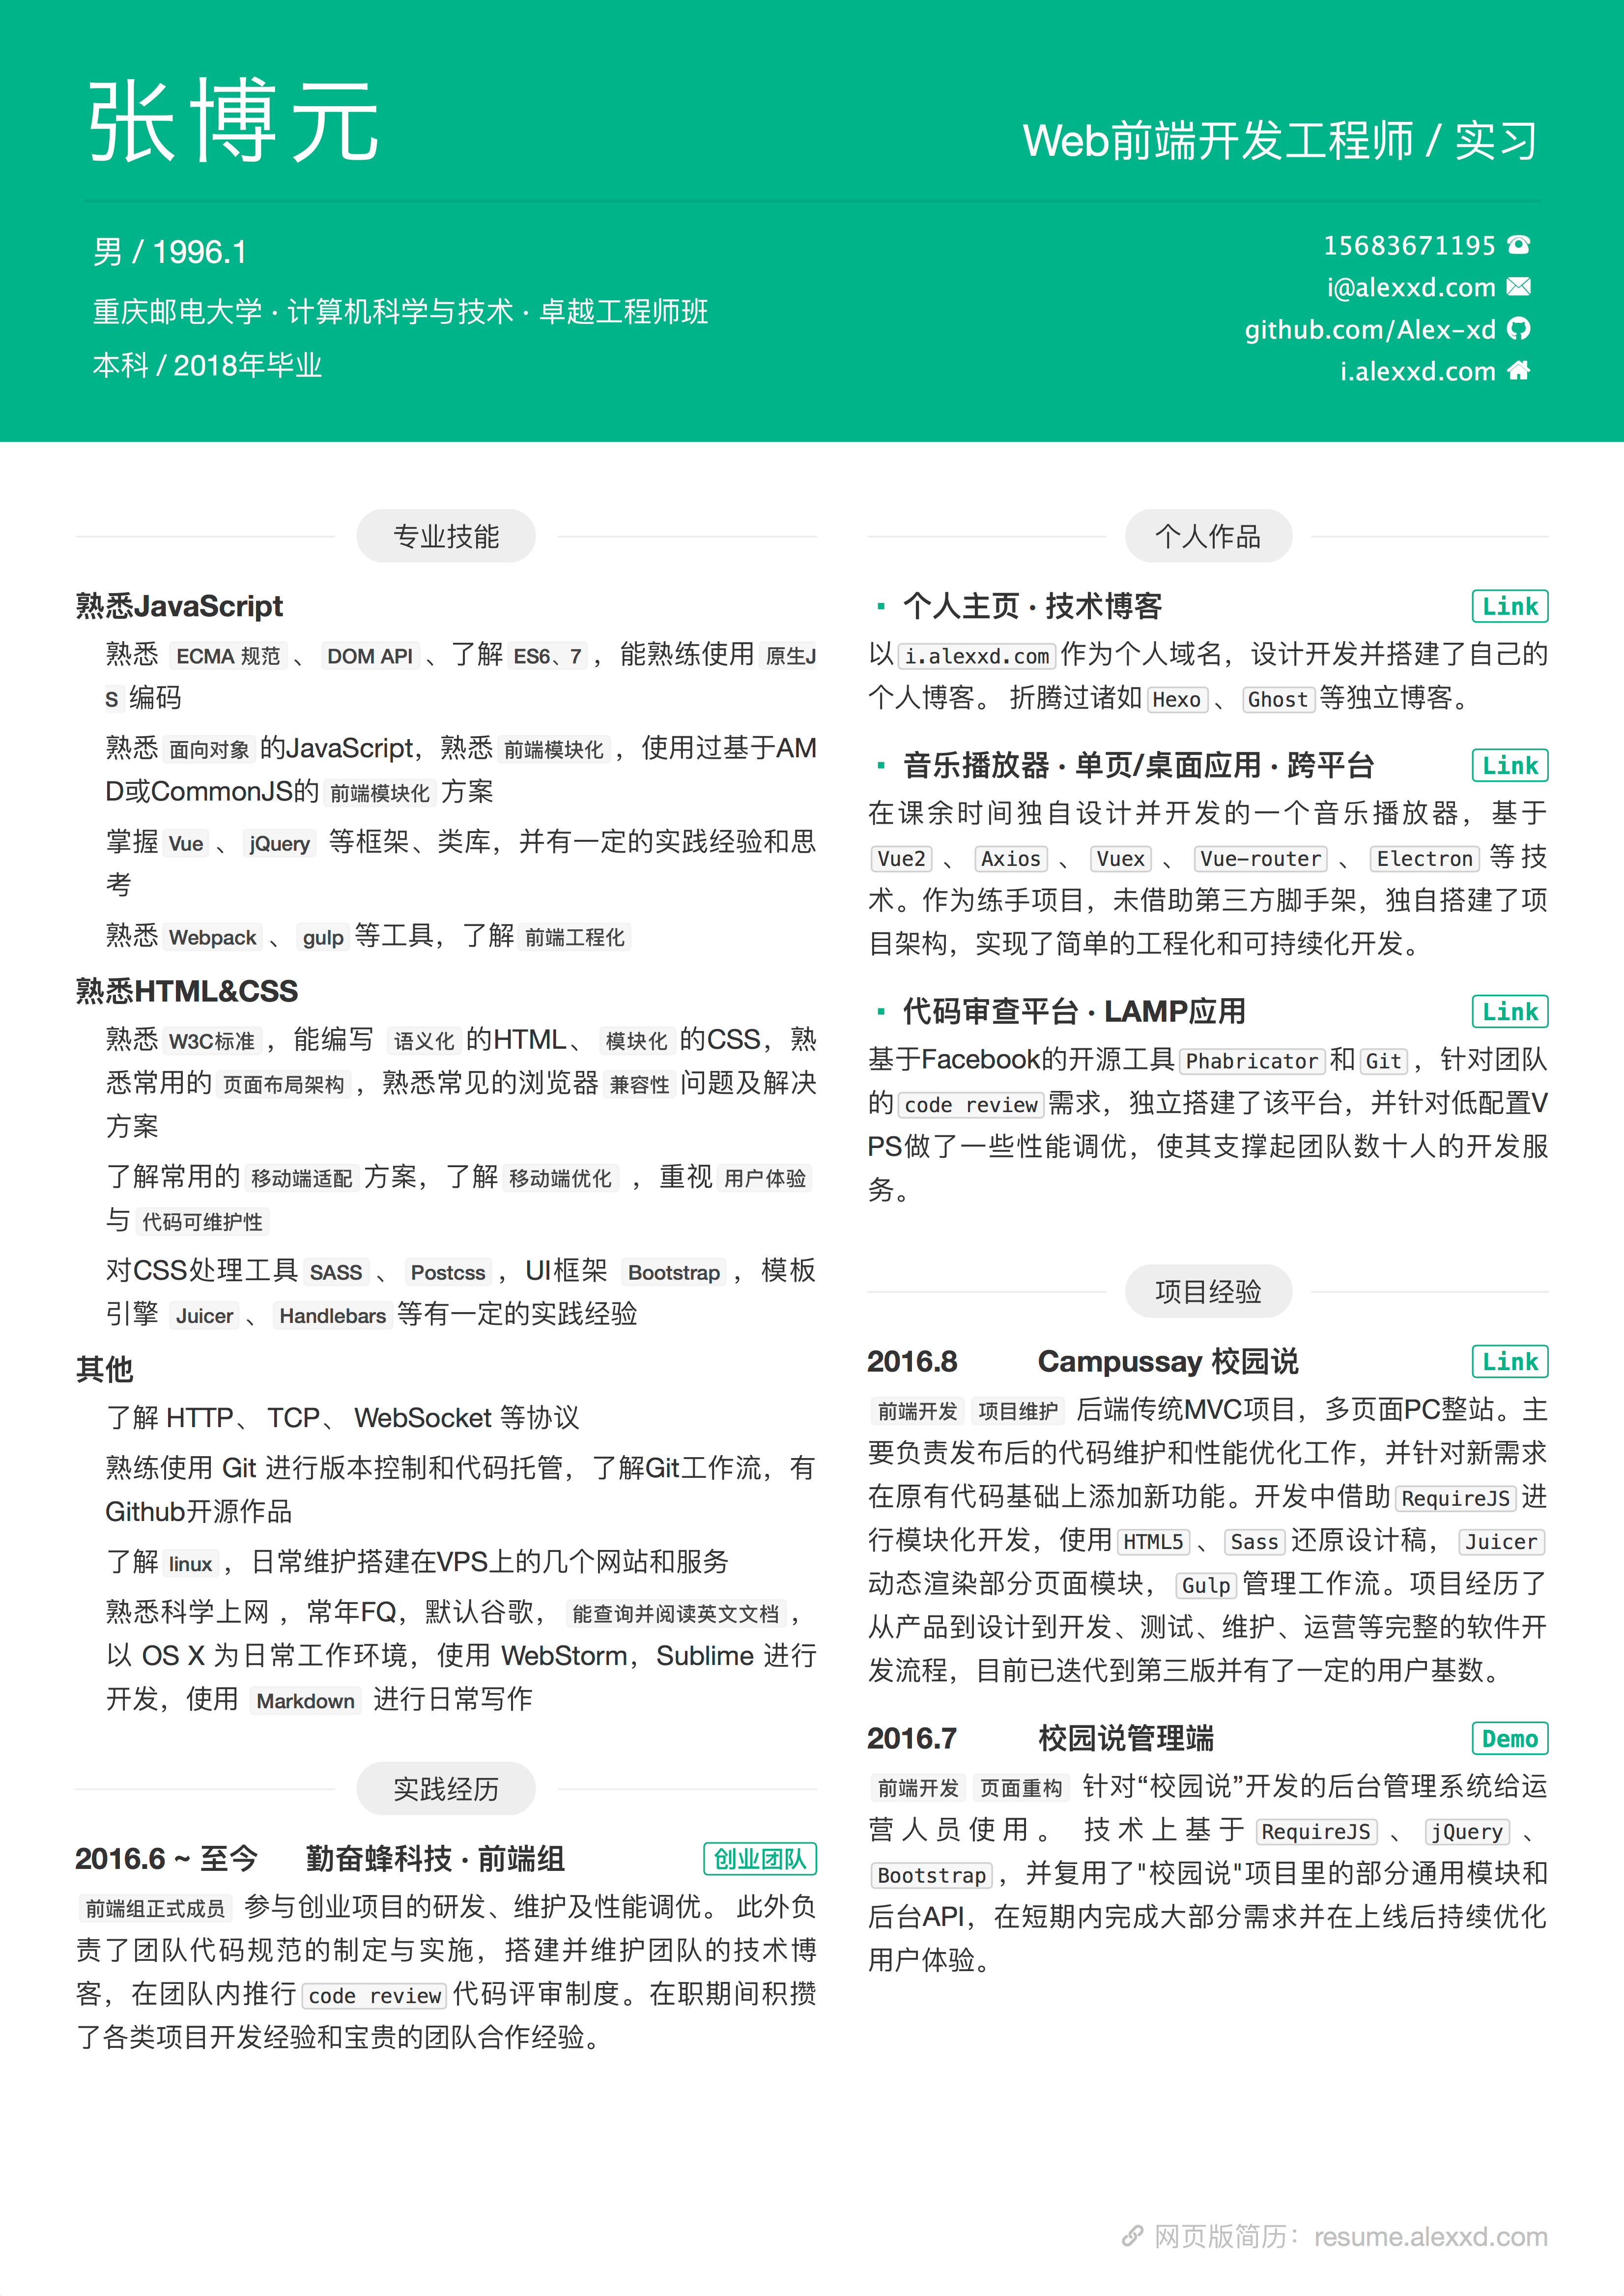 张博元
Web前端开发工程师 / 实习
男 / 1996.1
重庆邮电大学 · 计算机科学与技术 · 卓越工程师班
本科 / 2018年毕业
15683671195
i@alexxd.com
github.com/Alex-xd
i.alexxd.com
专业技能
熟悉JavaScript
熟悉 ECMA 规范 、 DOM API 、了解 ES6、7 ，能熟练使用 原生J
S 编码
熟悉 面向对象 的JavaScript，熟悉 前端模块化 ，使用过基于AM
D或CommonJS的 前端模块化 方案
掌握 Vue 、 jQuery 等框架、类库，并有一定的实践经验和思
考
熟悉 Webpack 、 gulp 等工具，了解 前端工程化
熟悉HTML&CSS
熟悉 W3C标准 ，能编写 语义化 的HTML、 模块化 的CSS，熟
悉常用的 页面布局架构 ，熟悉常见的浏览器 兼容性 问题及解决
方案
了解常用的 移动端适配 方案，了解 移动端优化 ，重视 用户体验
与 代码可维护性
对CSS处理工具 SASS 、 Postcss ，UI框架 Bootstrap ，模板
引擎 Juicer 、 Handlebars 等有一定的实践经验
其他
了解 HTTP、 TCP、 WebSocket 等协议
熟练使用 Git 进行版本控制和代码托管，了解Git工作流，有
Github开源作品
了解 linux ，日常维护搭建在VPS上的几个网站和服务
熟悉科学上网 ，常年FQ，默认谷歌， 能查询并阅读英文文档 ，
以 OS X 为日常工作环境，使用 WebStorm，Sublime 进行
开发，使用 Markdown 进行日常写作
实践经历
2016.6 ~ 至今 勤奋蜂科技 · 前端组 创业团队
前端组正式成员 参与创业项目的研发、维护及性能调优。 此外负
责了团队代码规范的制定与实施，搭建并维护团队的技术博
客，在团队内推行 code review 代码评审制度。在职期间积攒
了各类项目开发经验和宝贵的团队合作经验。
个人作品
▪ 个人主页 · 技术博客 Link
以 i.alexxd.com 作为个人域名，设计开发并搭建了自己的
个人博客。 折腾过诸如 Hexo 、 Ghost 等独立博客。
▪ 音乐播放器 · 单页/桌面应用 · 跨平台 Link
在课余时间独自设计并开发的一个音乐播放器，基于
Vue2 、 Axios 、 Vuex 、 Vue-router 、 Electron 等技
术。作为练手项目，未借助第三方脚手架，独自搭建了项
目架构，实现了简单的工程化和可持续化开发。
▪ 代码审查平台 · LAMP应用 Link
基于Facebook的开源工具 Phabricator 和 Git ，针对团队
的 code review 需求，独立搭建了该平台，并针对低配置V
PS做了一些性能调优，使其支撑起团队数十人的开发服
务。
项目经验
2016.8 Campussay 校园说 Link
前端开发 项目维护 后端传统MVC项目，多页面PC整站。主
要负责发布后的代码维护和性能优化工作，并针对新需求
在原有代码基础上添加新功能。开发中借助 RequireJS 进
行模块化开发，使用 HTML5 、 Sass 还原设计稿， Juicer
动态渲染部分页面模块， Gulp 管理工作流。项目经历了
从产品到设计到开发、测试、维护、运营等完整的软件开
发流程，目前已迭代到第三版并有了一定的用户基数。
2016.7 校园说管理端 Demo
前端开发 页面重构 针对“校园说”开发的后台管理系统给运
营人员使用。 技术上基于 RequireJS 、 jQuery 、
Bootstrap ，并复用了"校园说"项目里的部分通用模块和
后台API，在短期内完成大部分需求并在上线后持续优化
用户体验。
网页版简历：resume.alexxd.com